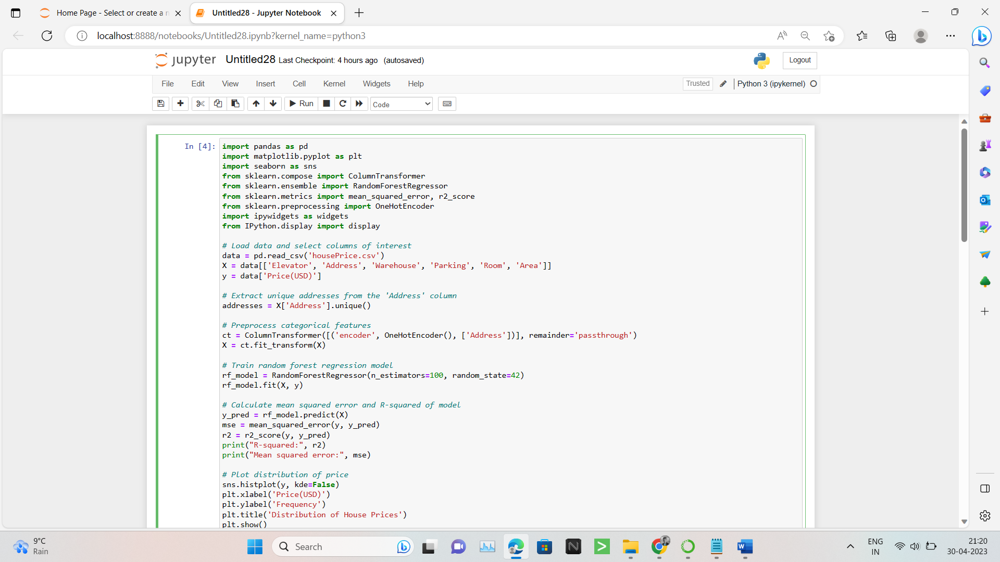 Home Page - Select or create a n
Untitled28 - Jupyter Notebook
localhost:8888/notebooks/Untitled28.ipynb?kernel_name=python3
jupyter Untitled28 Last Checkpoint: 4 hours ago (autosaved)
Logout
File Edit View Insert Cell Kernel Widgets Help
Trusted Python 3 (ipykernel)
Run Code
In [4]:
import pandas as pd
import matplotlib.pyplot as plt
import seaborn as sns
from sklearn.compose import ColumnTransformer
from sklearn.ensemble import RandomForestRegressor
from sklearn.metrics import mean_squared_error, r2_score
from sklearn.preprocessing import OneHotEncoder
import ipywidgets as widgets
from IPython.display import display
# Load data and select columns of interest
data = pd.read_csv('housePrice.csv')
X = data[['Elevator', 'Address', 'Warehouse', 'Parking', 'Room', 'Area']]
y = data['Price(USD)']
# Extract unique addresses from the 'Address' column
addresses = X['Address'].unique()
# Preprocess categorical features
ct = ColumnTransformer([('encoder', OneHotEncoder(), ['Address'])], remainder='passthrough')
X = ct.fit_transform(X)
# Train random forest regression model
rf_model = RandomForestRegressor(n_estimators=100, random_state=42)
rf_model.fit(X, y)
# Calculate mean squared error and R-squared of model
y_pred = rf_model.predict(X)
mse = mean_squared_error(y, y_pred)
r2 = r2_score(y, y_pred)
print("R-squared:", r2)
print("Mean squared error:", mse)
# Plot distribution of price
sns.histplot(y, kde=False)
plt.xlabel('Price(USD)')
plt.ylabel('Frequency')
plt.title('Distribution of House Prices')
plt.show()
9°C
Rain
Search
ENG
IN
21:20
30-04-2023